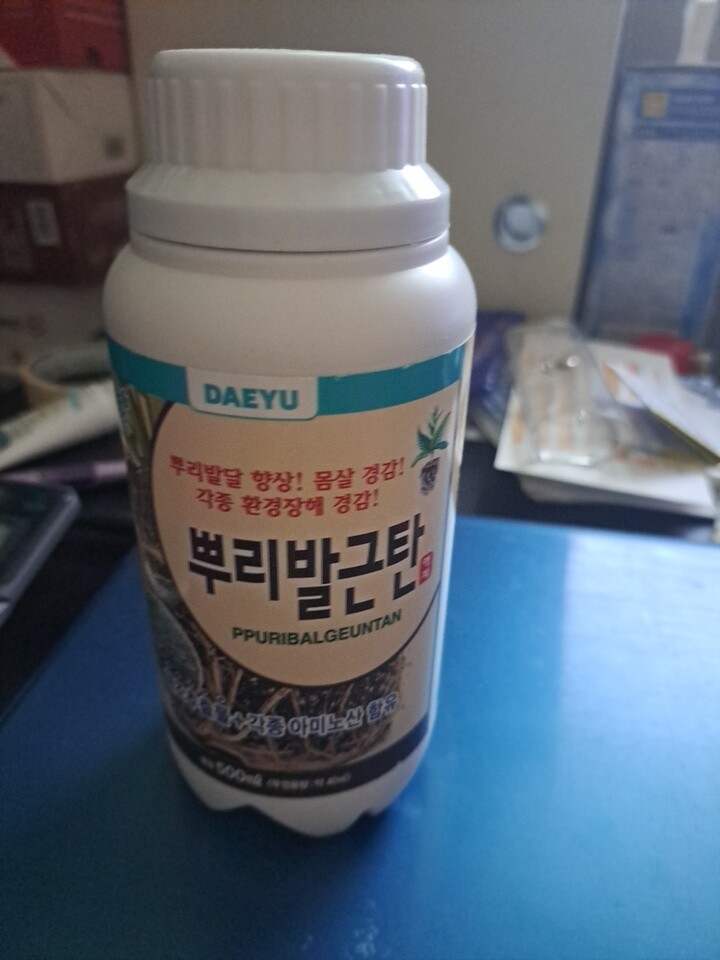 DAEYU
뿌리발달 향상! 몸살 경감!
각종 환경장해 경감!
뿌리발근탄
PPURIBALGEUNTAN
각종 아미노산 함유
500ml